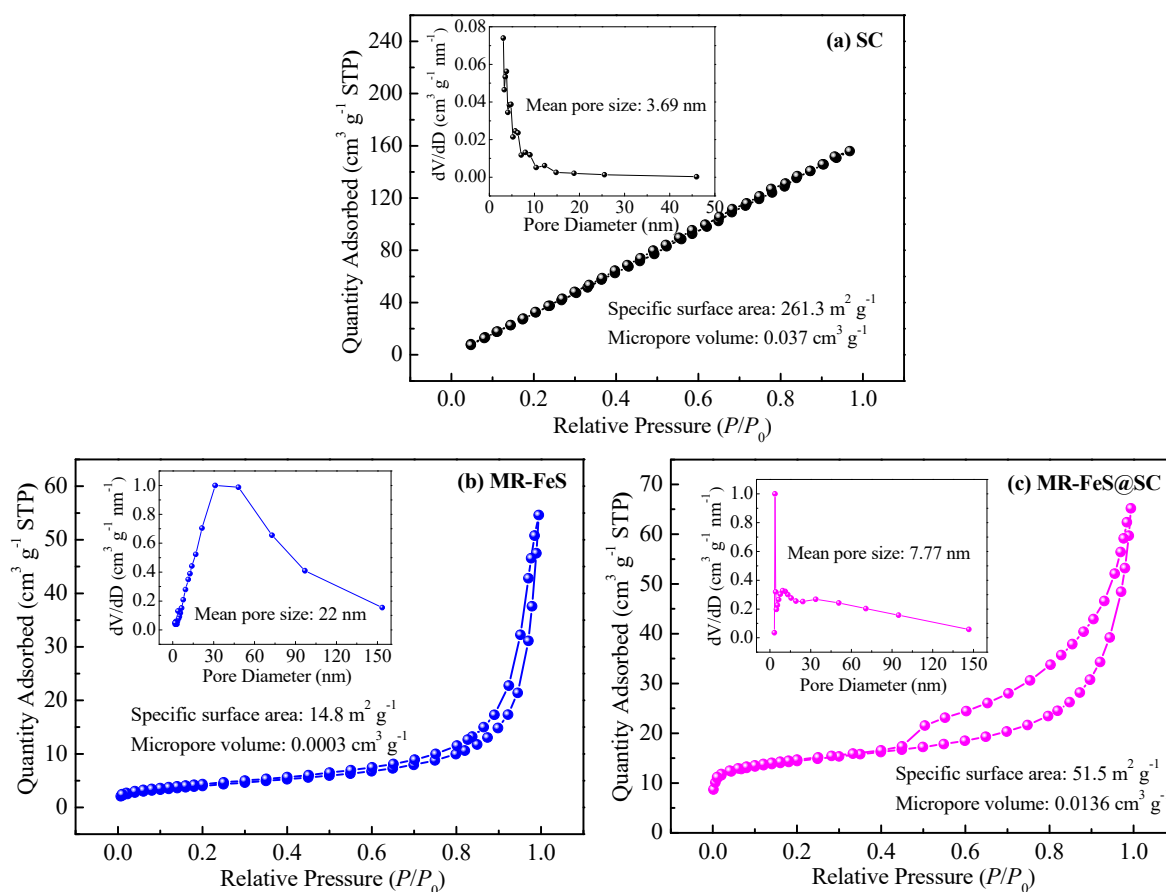 (a) SC
Quantity Adsorbed (cm³ g⁻¹ STP)
240
200
160
120
80
40
0
0.0 0.2 0.4 0.6 0.8 1.0
Relative Pressure (P/P₀)
dV/dD (cm³ g⁻¹ nm⁻¹)
0.08
0.06
0.04
0.02
0.00
0 10 20 30 40 50
Pore Diameter (nm)
Mean pore size: 3.69 nm
Specific surface area: 261.3 m² g⁻¹
Micropore volume: 0.037 cm³ g⁻¹
(b) MR-FeS
Quantity Adsorbed (cm³ g⁻¹ STP)
60
50
40
30
20
10
0
0.0 0.2 0.4 0.6 0.8 1.0
Relative Pressure (P/P₀)
dV/dD (cm³ g⁻¹ nm⁻¹)
1.0
0.8
0.6
0.4
0.2
0.0
0 30 60 90 120 150
Pore Diameter (nm)
Mean pore size: 22 nm
Specific surface area: 14.8 m² g⁻¹
Micropore volume: 0.0003 cm³ g⁻¹
(c) MR-FeS@SC
Quantity Adsorbed (cm³ g⁻¹ STP)
70
60
50
40
30
20
10
0
0.0 0.2 0.4 0.6 0.8 1.0
Relative Pressure (P/P₀)
dV/dD (cm³ g⁻¹ nm⁻¹)
1.0
0.8
0.6
0.4
0.2
0.0
0 30 60 90 120 150
Pore Diameter (nm)
Mean pore size: 7.77 nm
Specific surface area: 51.5 m² g⁻¹
Micropore volume: 0.0136 cm³ g⁻